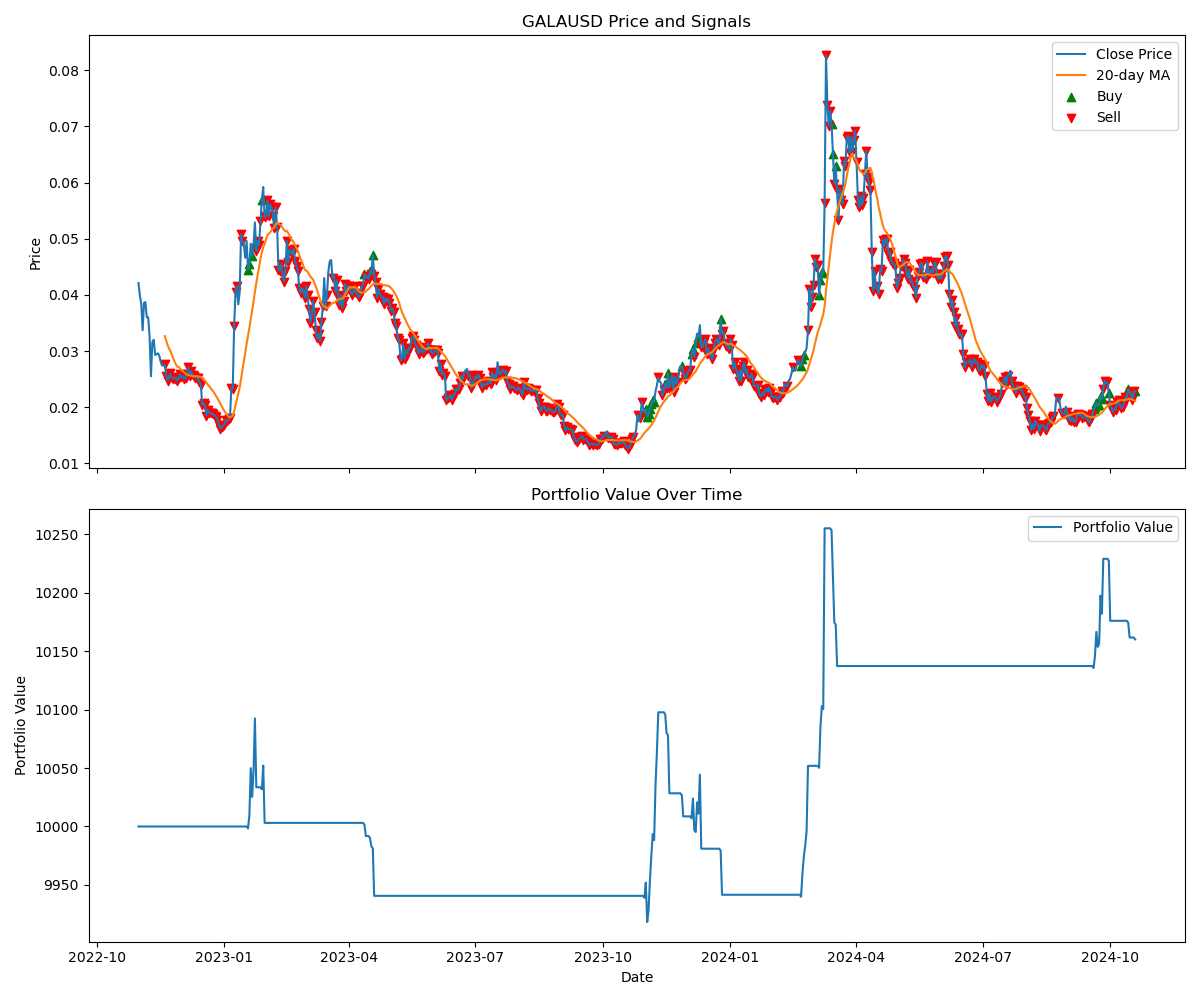 GALAUSD Price and Signals
Close Price
20-day MA
Buy
Sell
Price
0.08
0.07
0.06
0.05
0.04
0.03
0.02
0.01
Portfolio Value Over Time
Portfolio Value
Portfolio Value
10250
10200
10150
10100
10050
10000
9950
2022-10
2023-01
2023-04
2023-07
2023-10
2024-01
2024-04
2024-07
2024-10
Date